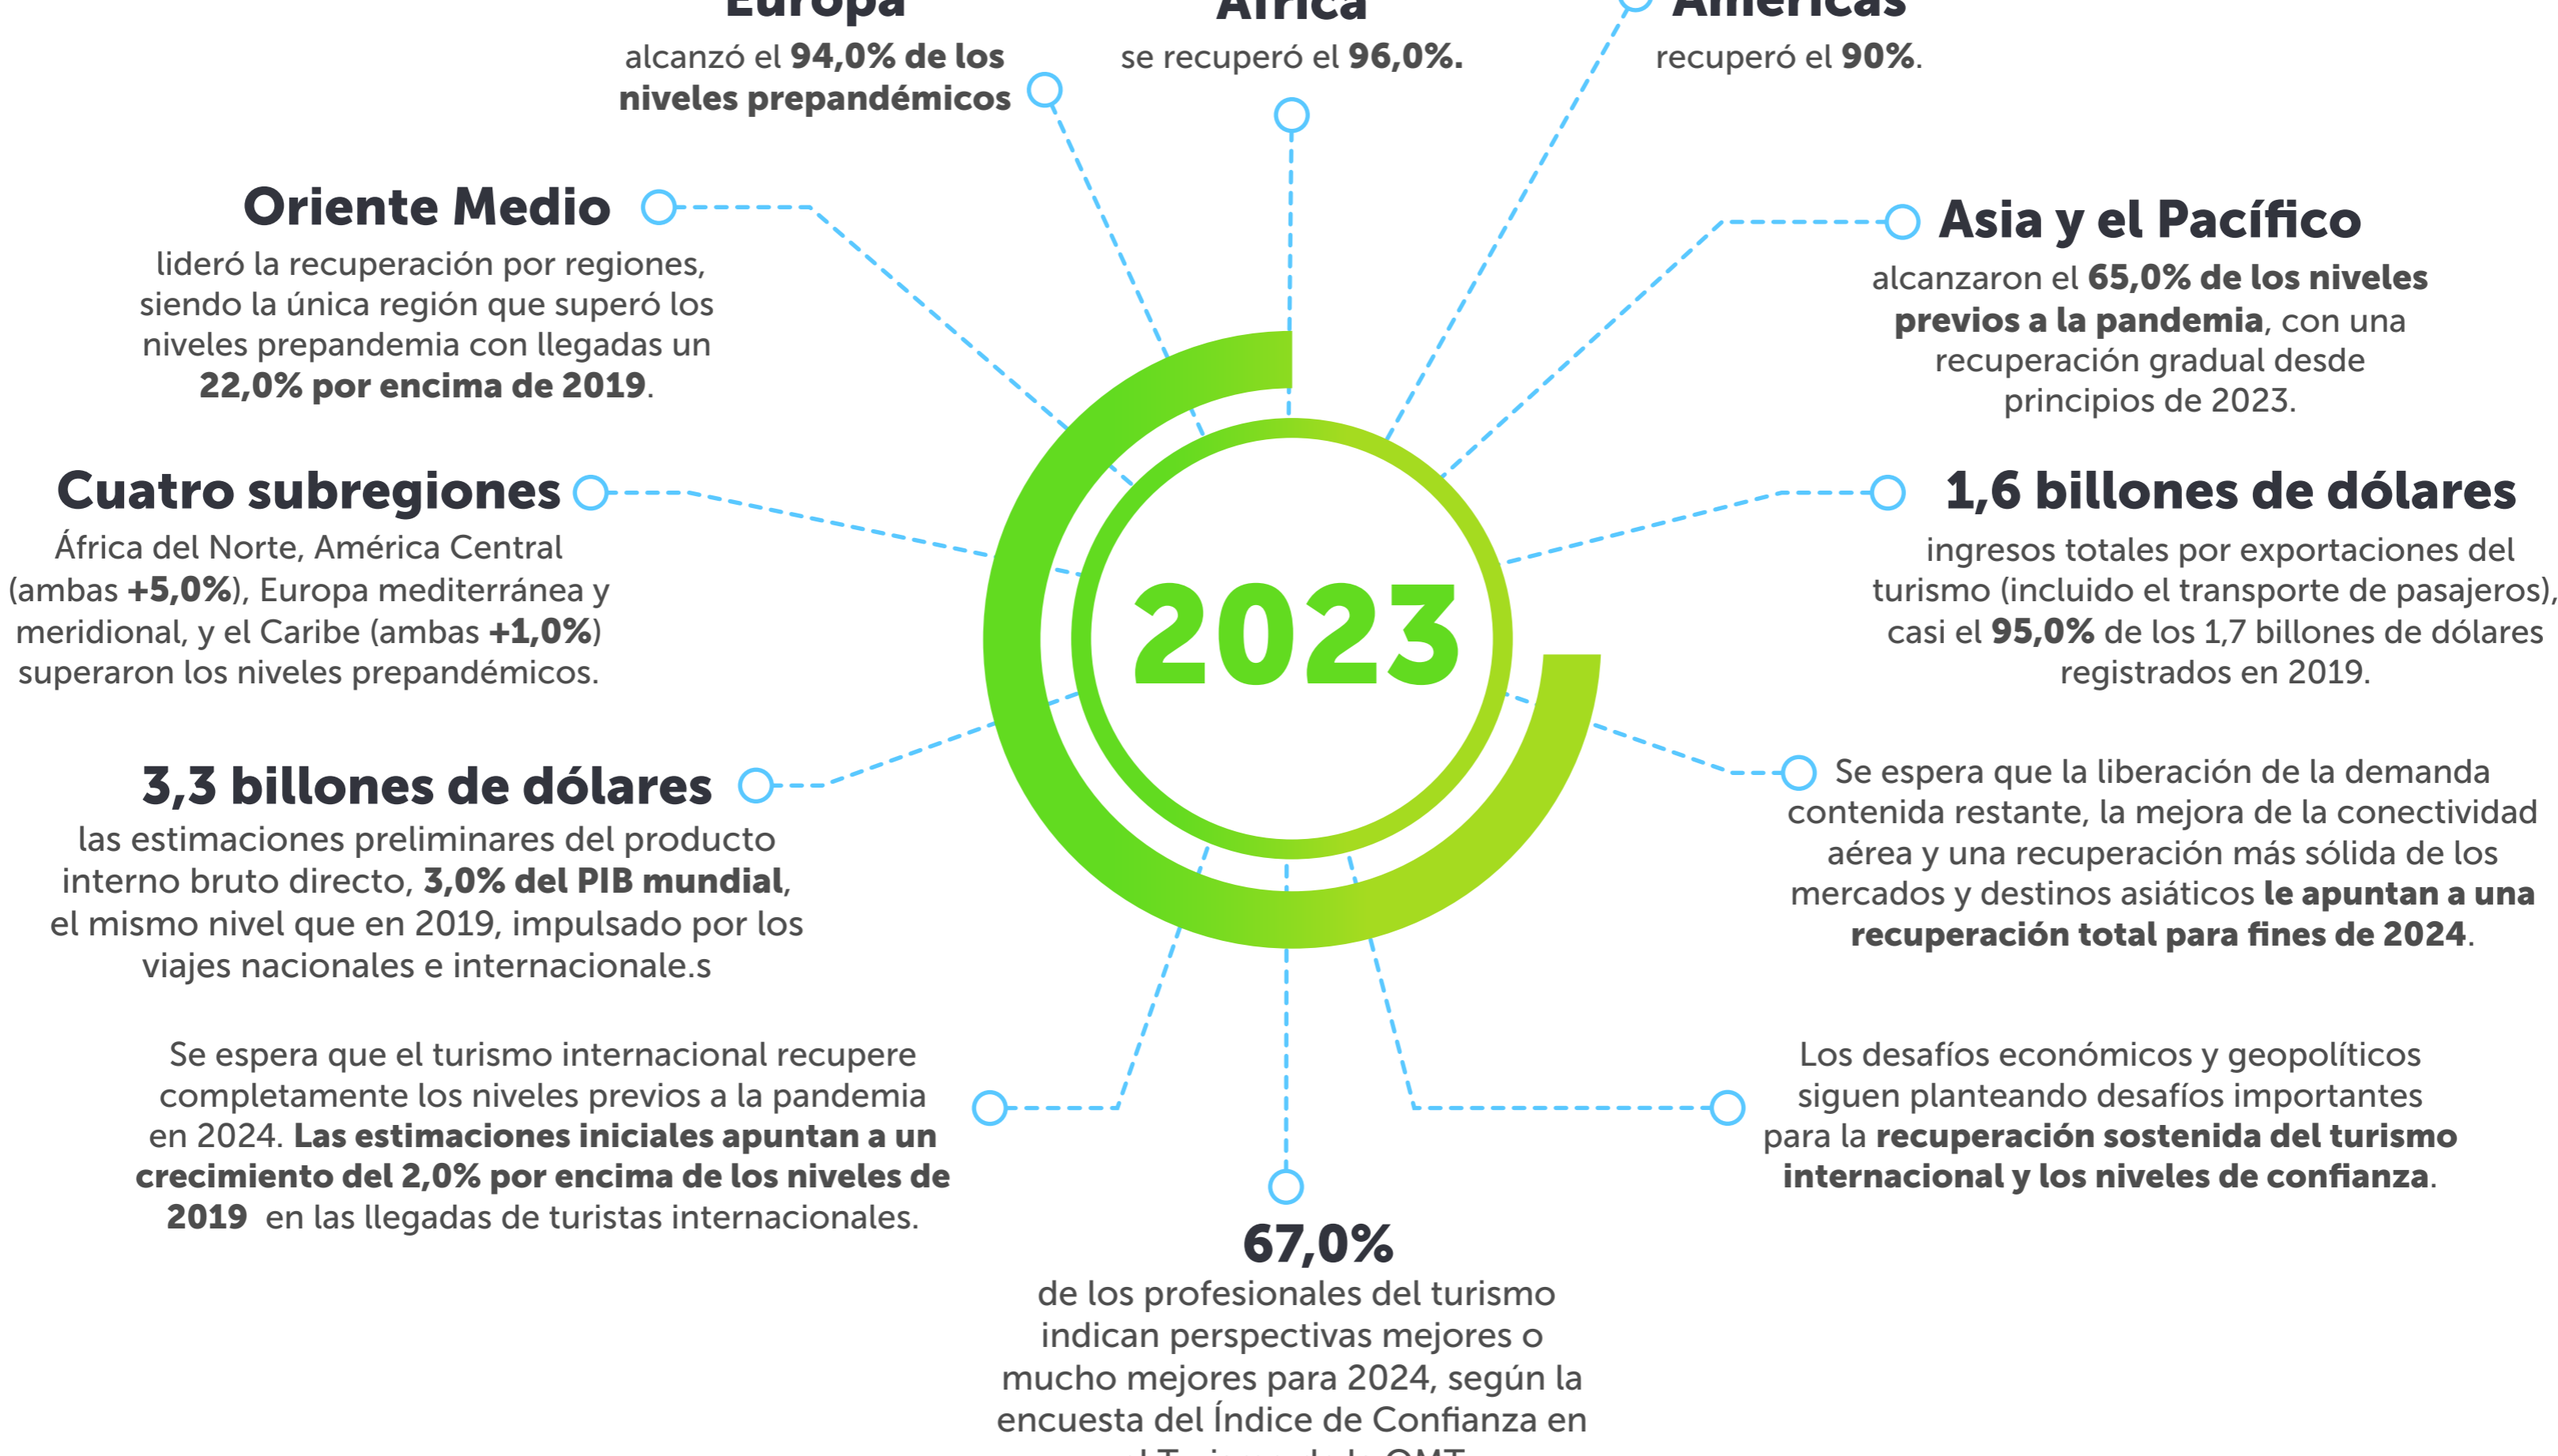 Europa
alcanzó el 94,0% de los
niveles prepandémicos
África
se recuperó el 96,0%.
Américas
recuperó el 90%.
Oriente Medio
lideró la recuperación por regiones,
siendo la única región que superó los
niveles prepandemia con llegadas un
22,0% por encima de 2019.
Asia y el Pacífico
alcanzaron el 65,0% de los niveles
previos a la pandemia, con una
recuperación gradual desde
principios de 2023.
Cuatro subregiones
África del Norte, América Central
(ambas +5,0%), Europa mediterránea y
meridional, y el Caribe (ambas +1,0%)
superaron los niveles prepandémicos.
1,6 billones de dólares
ingresos totales por exportaciones del
turismo (incluido el transporte de pasajeros),
casi el 95,0% de los 1,7 billones de dólares
registrados en 2019.
2023
3,3 billones de dólares
las estimaciones preliminares del producto
interno bruto directo, 3,0% del PIB mundial,
el mismo nivel que en 2019, impulsado por los
viajes nacionales e internacionale.s
Se espera que la liberación de la demanda
contenida restante, la mejora de la conectividad
aérea y una recuperación más sólida de los
mercados y destinos asiáticos le apuntan a una
recuperación total para fines de 2024.
Se espera que el turismo internacional recupere
completamente los niveles previos a la pandemia
en 2024. Las estimaciones iniciales apuntan a un
crecimiento del 2,0% por encima de los niveles de
2019 en las llegadas de turistas internacionales.
Los desafíos económicos y geopolíticos
siguen planteando desafíos importantes
para la recuperación sostenida del turismo
internacional y los niveles de confianza.
67,0%
de los profesionales del turismo
indican perspectivas mejores o
mucho mejores para 2024, según la
encuesta del Índice de Confianza en
el Turismo de la OMT